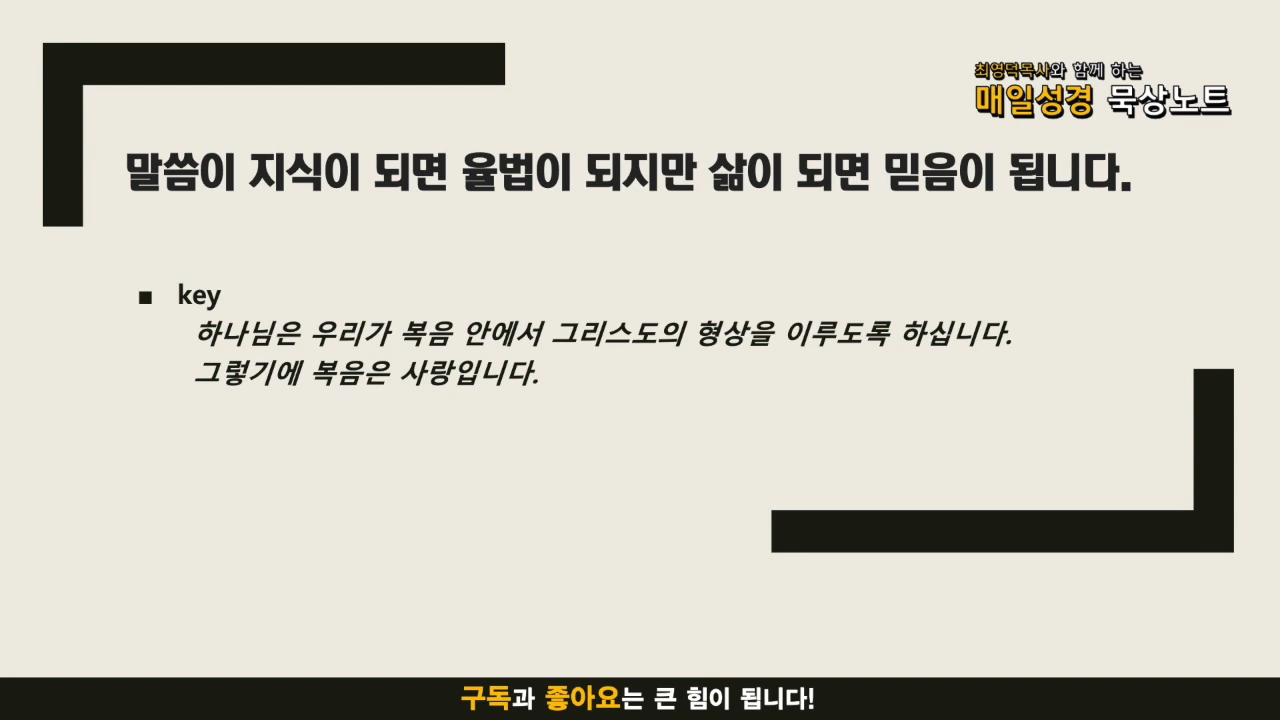 최영덕목사와 함께 하는
매일성경 묵상노트
말씀이 지식이 되면 율법이 되지만 삶이 되면 믿음이 됩니다.
■ key
하나님은 우리가 복음 안에서 그리스도의 형상을 이루도록 하십니다.
그렇기에 복음은 사랑입니다.
구독과 좋아요는 큰 힘이 됩니다!